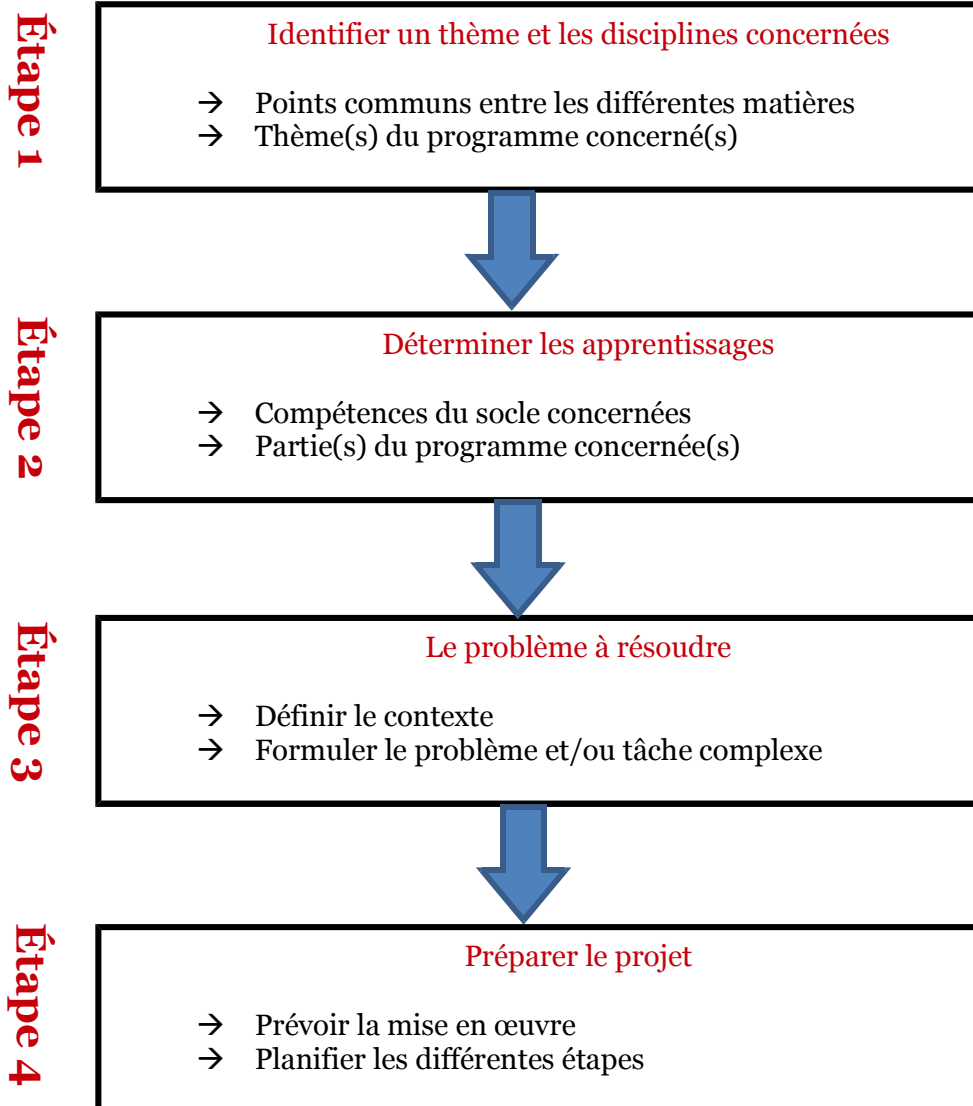 Étape 1
Identifier un thème et les disciplines concernées
→ Points communs entre les différentes matières
→ Thème(s) du programme concerné(s)
Étape 2
Déterminer les apprentissages
→ Compétences du socle concernées
→ Partie(s) du programme concernée(s)
Étape 3
Le problème à résoudre
→ Définir le contexte
→ Formuler le problème et/ou tâche complexe
Étape 4
Préparer le projet
→ Prévoir la mise en œuvre
→ Planifier les différentes étapes